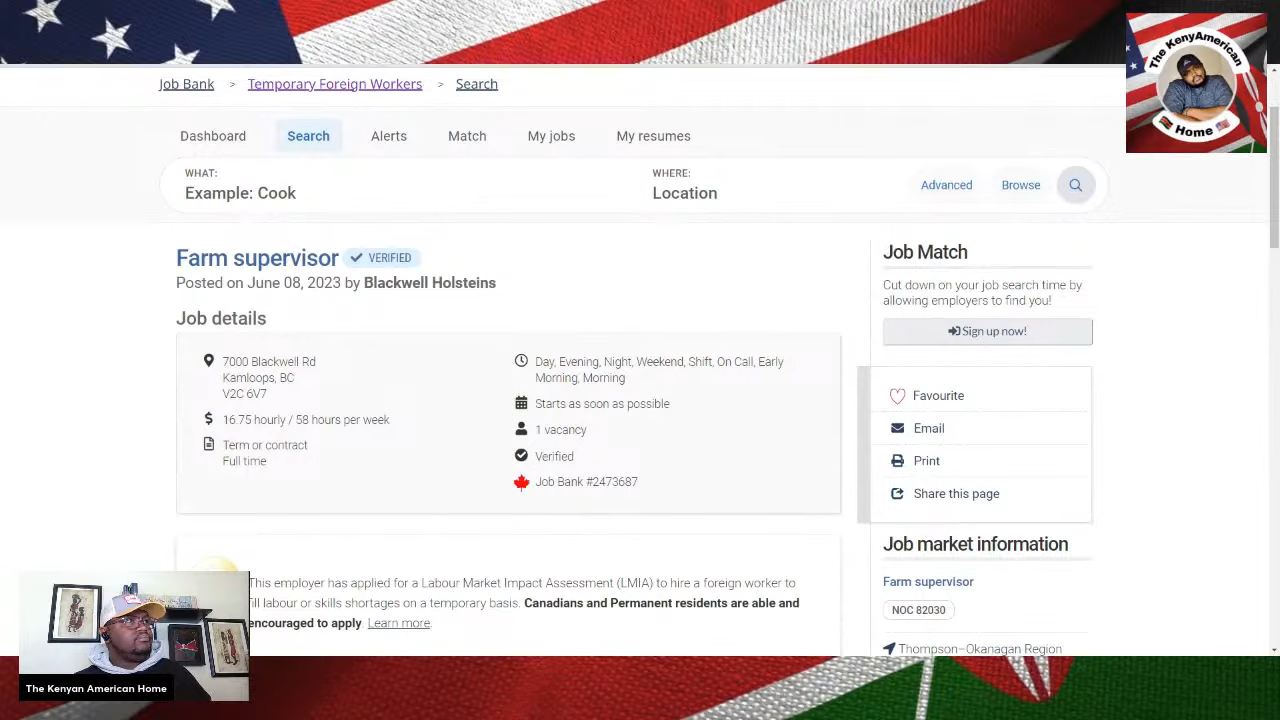 Job Bank > Temporary Foreign Workers > Search
The KenyAmerican
Home
Dashboard Search Alerts Match My jobs My resumes
WHAT: WHERE:
Example: Cook Location Advanced Browse
Farm supervisor VERIFIED
Posted on June 08, 2023 by Blackwell Holsteins
Job details
7000 Blackwell Rd
Kamloops, BC
V2C 6V7
16.75 hourly / 58 hours per week
Term or contract
Full time
Day, Evening, Night, Weekend, Shift, On Call, Early
Morning, Morning
Starts as soon as possible
1 vacancy
Verified
Job Bank #2473687
This employer has applied for a Labour Market Impact Assessment (LMIA) to hire a foreign worker to
fill labour or skills shortages on a temporary basis. Canadians and Permanent residents are able and
encouraged to apply Learn more.
Job Match
Cut down on your job search time by
allowing employers to find you!
Sign up now!
Favourite
Email
Print
Share this page
Job market information
Farm supervisor
NOC 82030
Thompson–Okanagan Region
The Kenyan American Home